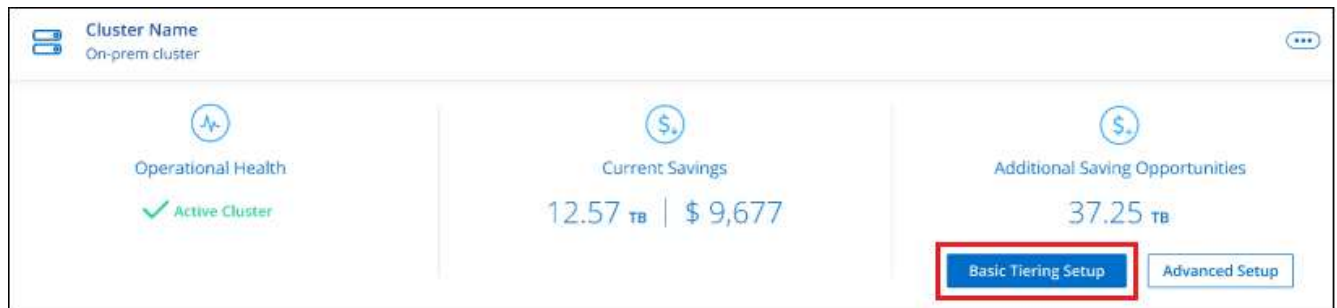 Cluster Name
On-prem cluster
Operational Health
Active Cluster
Current Savings
12.57 TB | $ 9,677
Additional Saving Opportunities
37.25 TB
Basic Tiering Setup
Advanced Setup